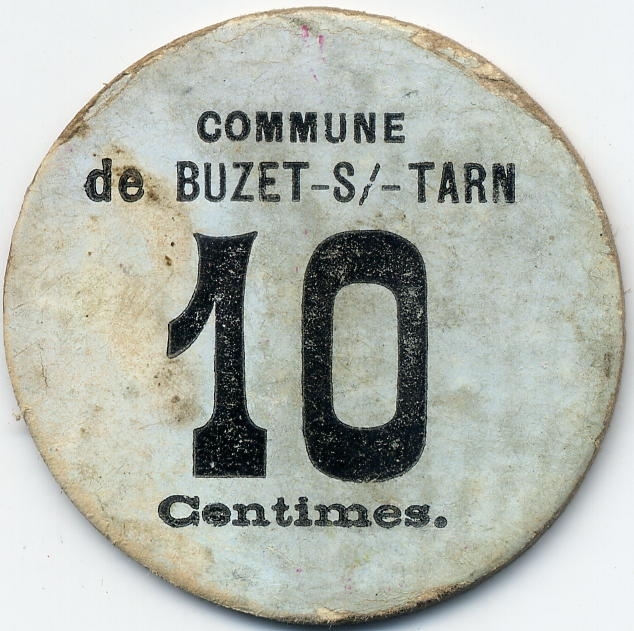 COMMUNE
de BUZET-S/-TARN
10
Centimes.